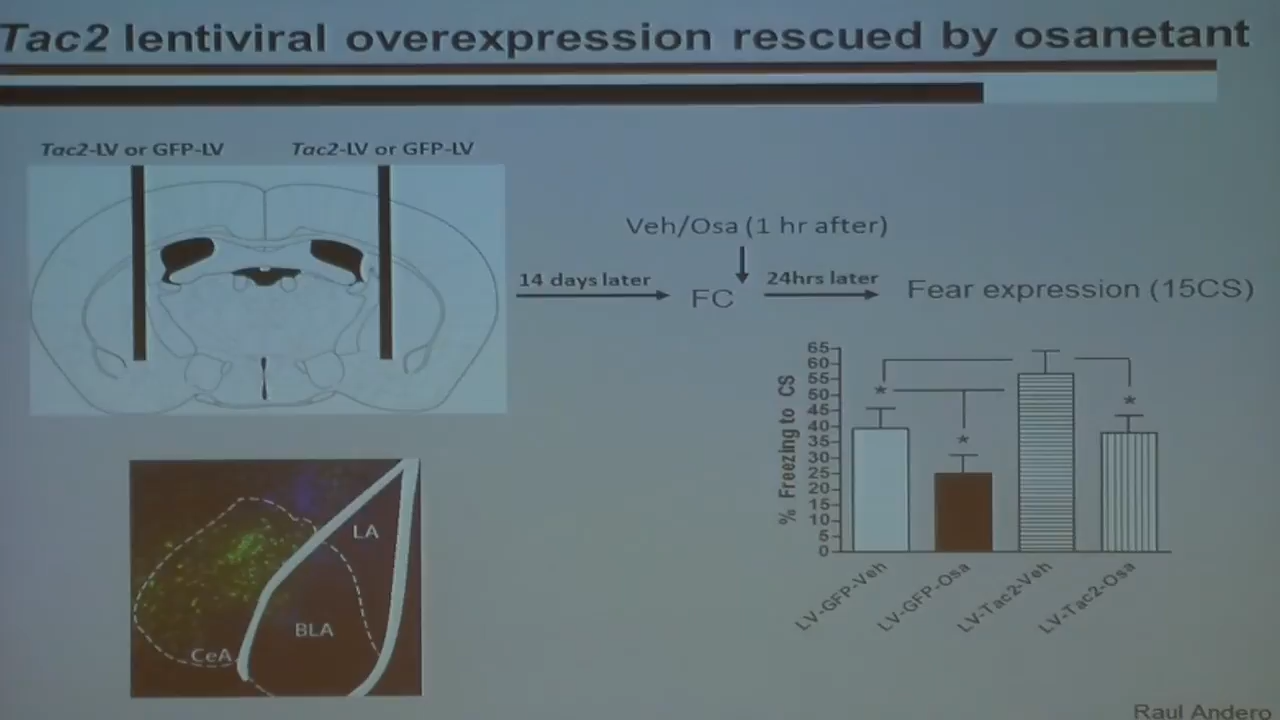 Tac2 lentiviral overexpression rescued by osanetant
Tac2-LV or GFP-LV
Tac2-LV or GFP-LV
Veh/Osa (1 hr after)
14 days later
FC
24hrs later
Fear expression (15CS)
% Freezing to CS
65
60
55
50
45
40
35
30
25
20
15
10
5
0
*
*
*
LV-GFP-Veh
LV-GFP-Osa
LV-Tac2-Veh
LV-Tac2-Osa
LA
BLA
CeA
Raul Andero